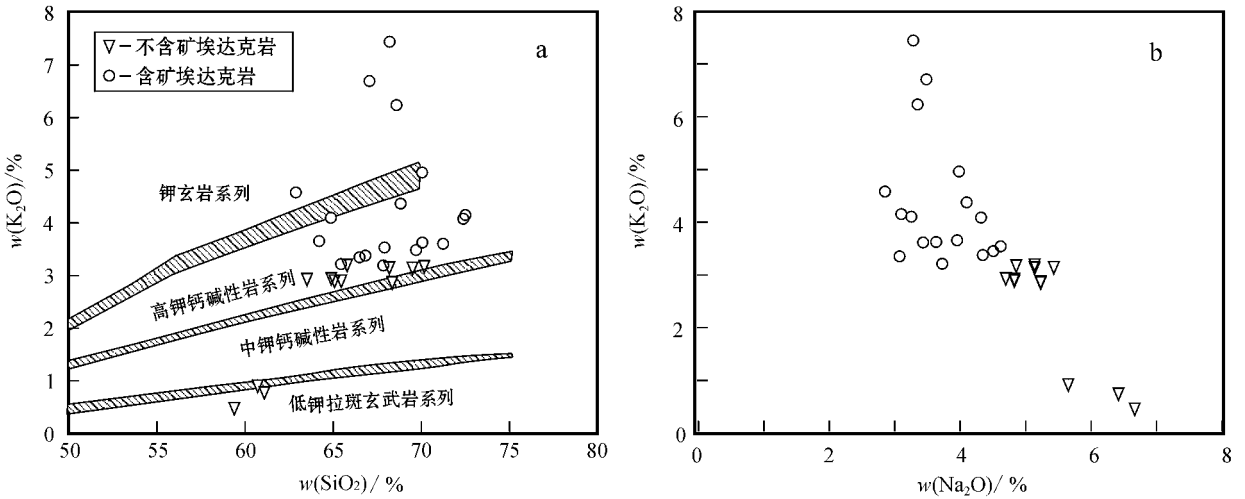 8
7
6
5
4
3
2
1
0
w(K₂O)/%
▽－不含矿埃达克岩
○－含矿埃达克岩
a
钾玄岩系列
高钾钙碱性岩系列
中钾钙碱性岩系列
低钾拉斑玄武岩系列
50 55 60 65 70 75 80
w(SiO₂)/ %
8
6
4
2
0
w(K₂O)/%
b
0 2 4 6 8
w(Na₂O)/ %